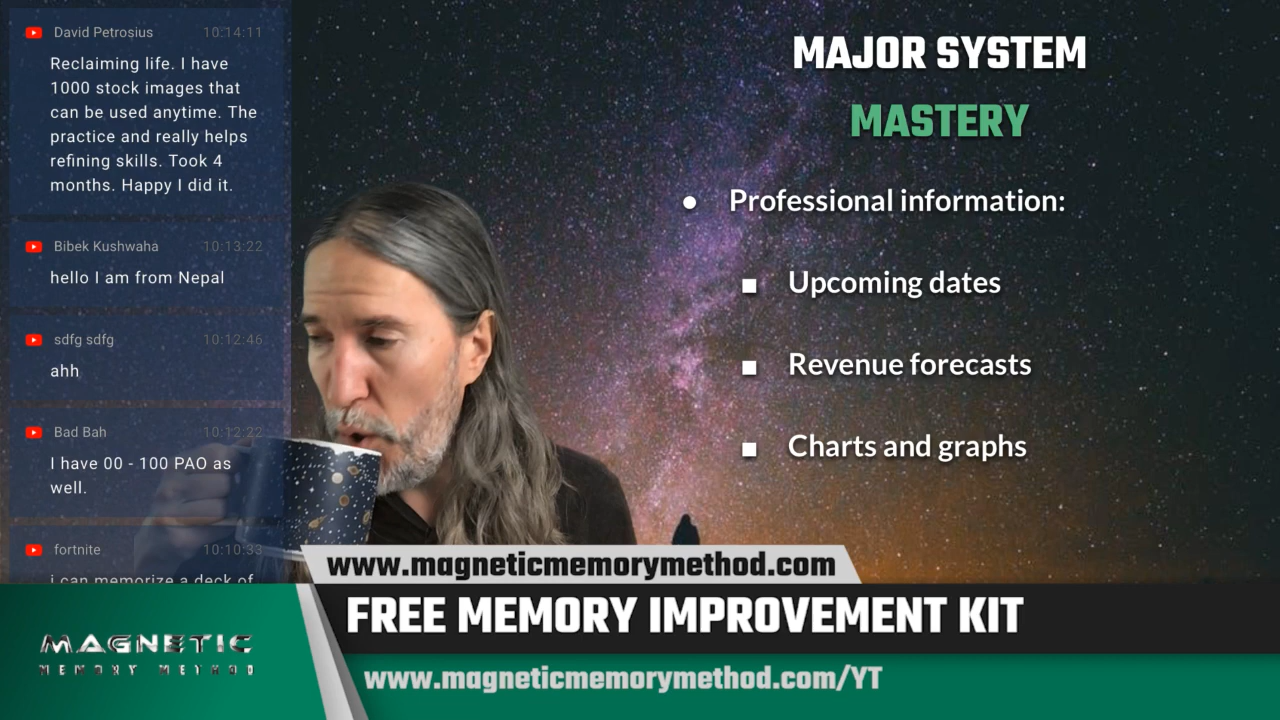 David Petrosius 10:14:11
Reclaiming life. I have
1000 stock images that
can be used anytime. The
practice and really helps
refining skills. Took 4
months. Happy I did it.
Bibek Kushwaha 10:13:22
hello I am from Nepal
sdfg sdfg 10:12:46
ahh
Bad Bah 10:12:22
I have 00 - 100 PAO as
well.
fortnite 10:10:33
i can memorize a deck of
MAJOR SYSTEM
MASTERY
• Professional information:
▪ Upcoming dates
▪ Revenue forecasts
▪ Charts and graphs
www.magneticmemorymethod.com
FREE MEMORY IMPROVEMENT KIT
www.magneticmemorymethod.com/YT
MAGNETIC
MEMORY METHOD